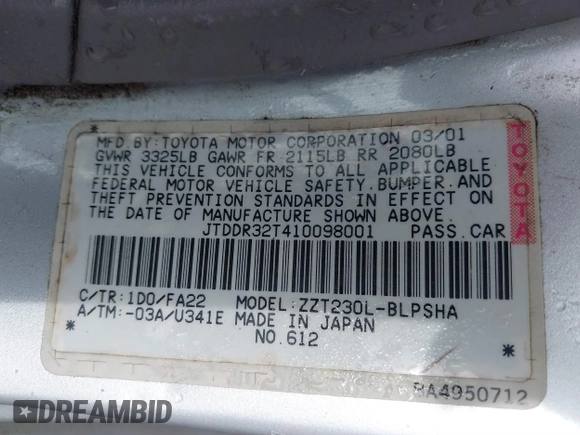 MFD.BY:TOYOTA MOTOR CORPORATION 03/01
GVWR 3325LB GAWR FR 2115LB RR 2080LB
THIS VEHICLE CONFORMS TO ALL APPLICABLE
FEDERAL MOTOR VEHICLE SAFETY.BUMPER.AND
THEFT PREVENTION STANDARDS IN EFFECT ON
THE DATE OF MANUFACTURE SHOWN ABOVE.
JTDDR32T410098001 PASS.CAR
TOYOTA
C/TR:1D0/FA22 MODEL:ZZT230L-BLPSHA
A/TM:-03A/U341E MADE IN JAPAN
* NO.612 *
BA4950712
DREAMBID